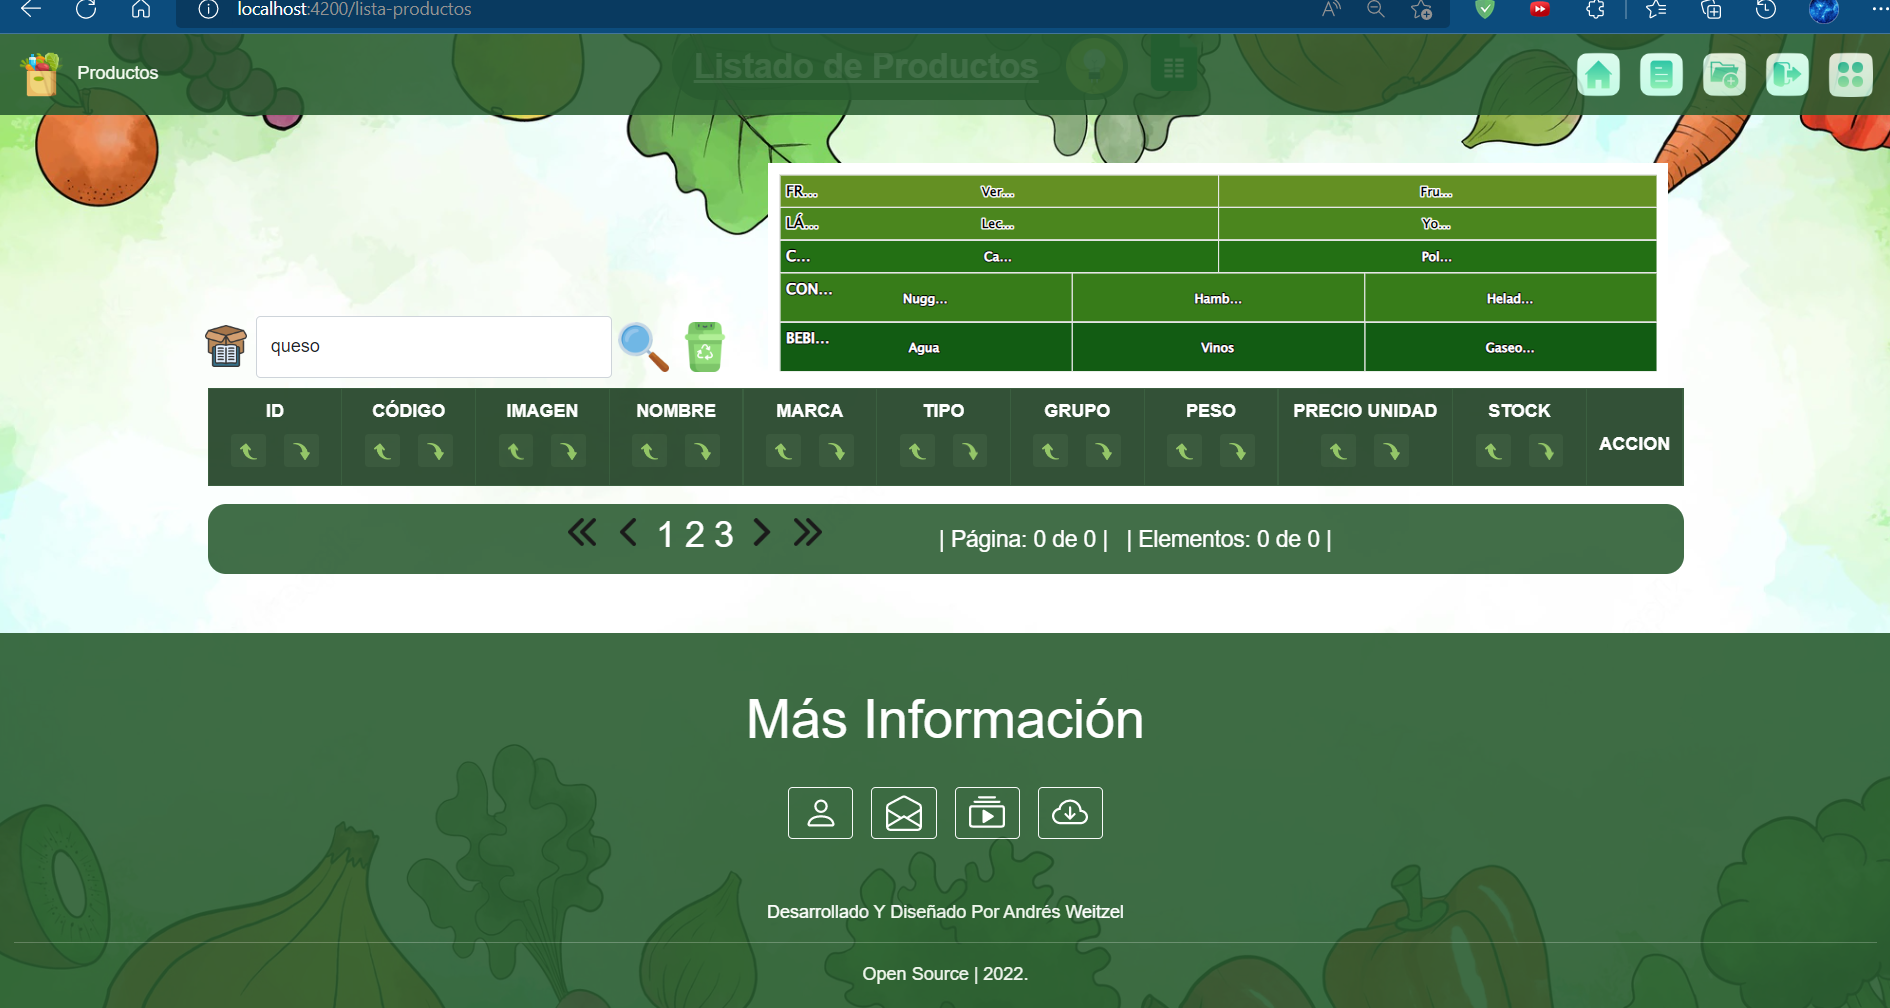 localhost:4200/lista-productos
Productos
Listado de Productos
FR... Ver... Fru...
LÁ... Lec... Yo...
C... Ca... Pol...
CON... Nugg... Hamb... Helad...
BEBI... Agua Vinos Gaseo...
queso
ID CÓDIGO IMAGEN NOMBRE MARCA TIPO GRUPO PESO PRECIO UNIDAD STOCK ACCION
1 2 3 | Página: 0 de 0 | | Elementos: 0 de 0 |
Más Información
Desarrollado Y Diseñado Por Andrés Weitzel
Open Source | 2022.